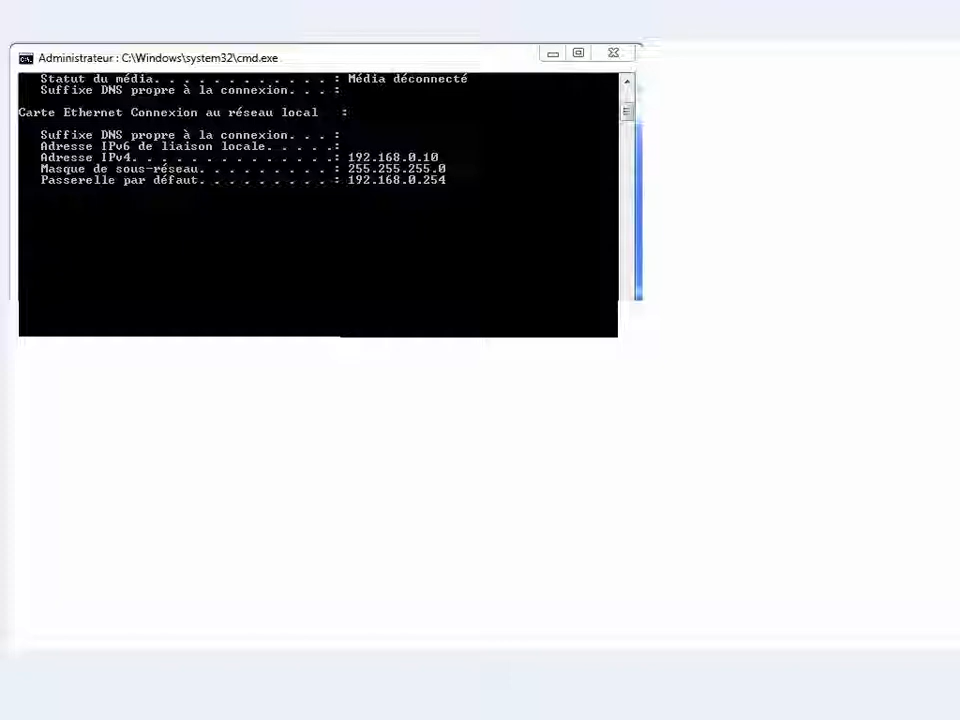 Administrateur : C:\Windows\system32\cmd.exe
Statut du média. . . . . . . . . . . . : Média déconnecté
Suffixe DNS propre à la connexion. . . :
Carte Ethernet Connexion au réseau local :
Suffixe DNS propre à la connexion. . . :
Adresse IPv6 de liaison locale. . . . .:
Adresse IPv4. . . . . . . . . . . . . .: 192.168.0.10
Masque de sous-réseau. . . . . . . . . : 255.255.255.0
Passerelle par défaut. . . . . . . . . : 192.168.0.254